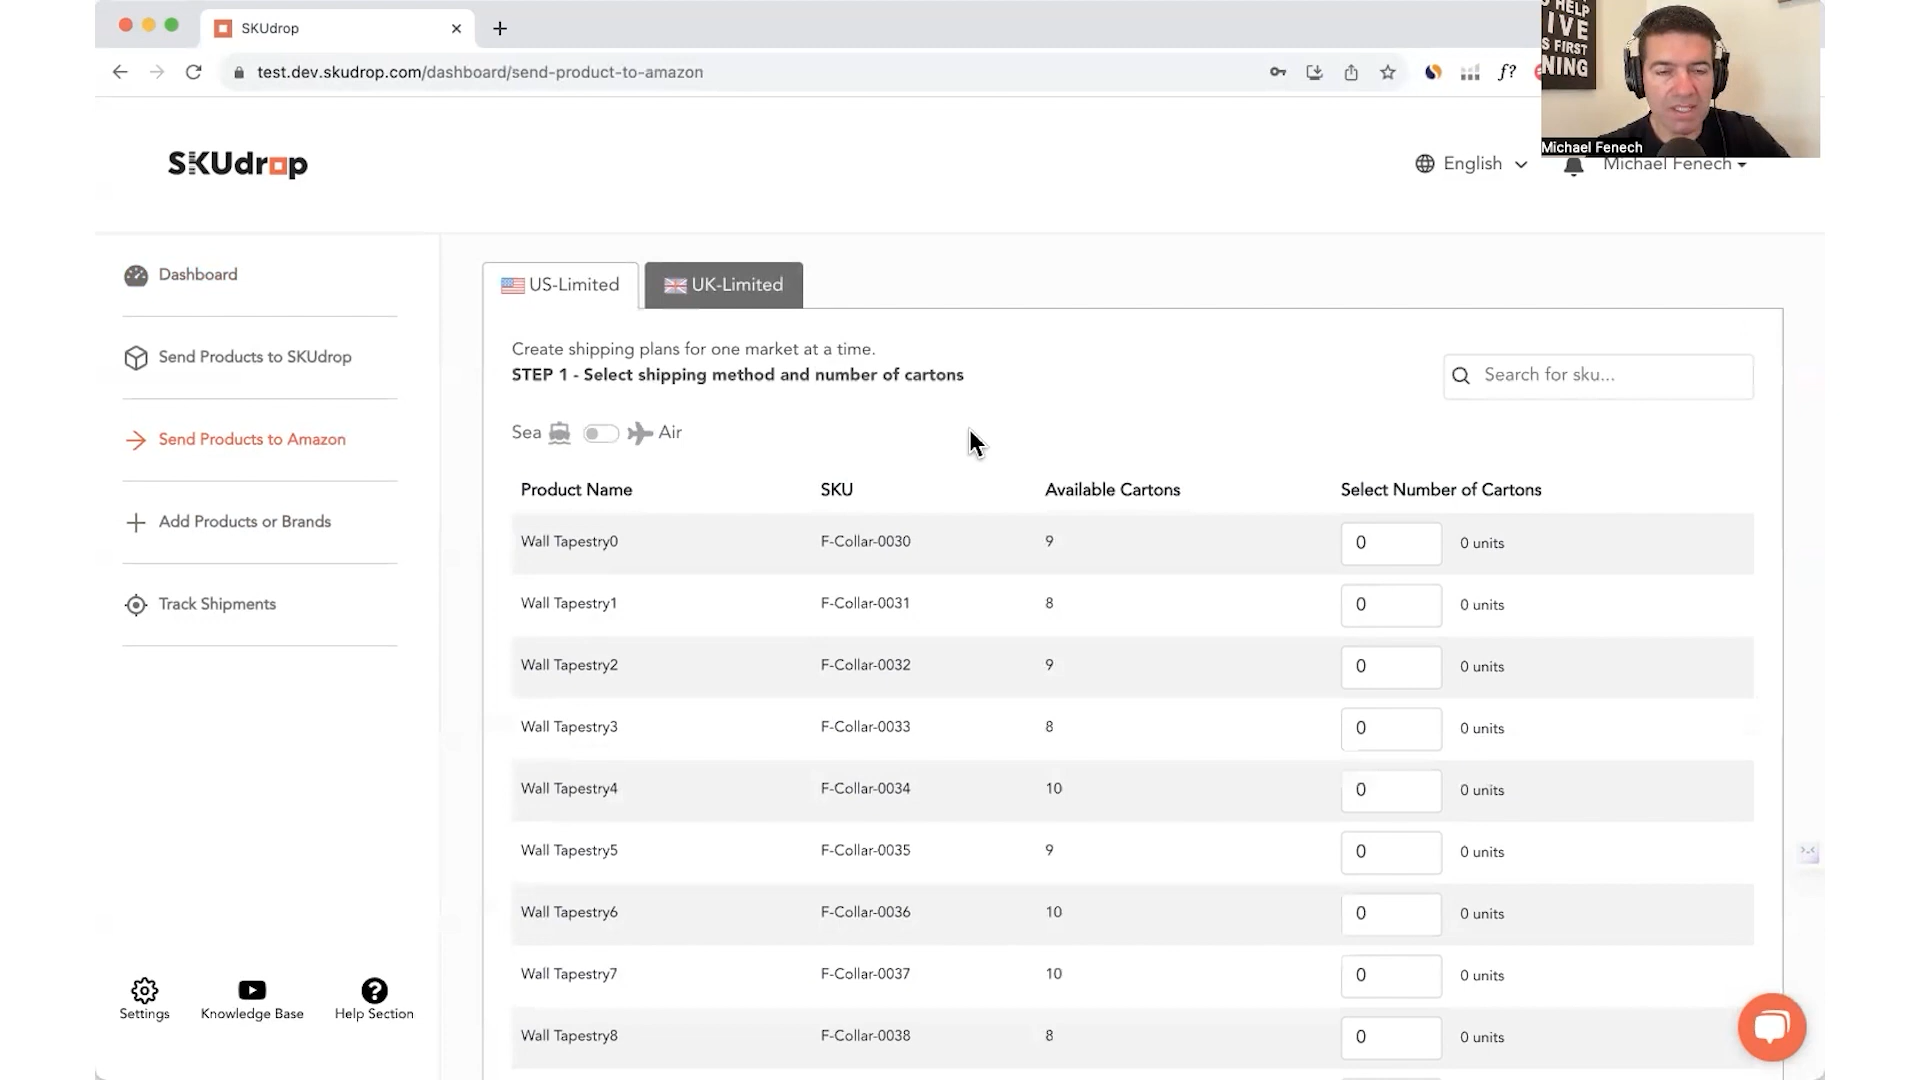 SKUdrop
test.dev.skudrop.com/dashboard/send-product-to-amazon
f?
HELP
IVE
S FIRST
NING
Michael Fenech
SKUdrop
English
Michael Fenech
Dashboard
Send Products to SKUdrop
Send Products to Amazon
Add Products or Brands
Track Shipments
Settings
Knowledge Base
Help Section
US-Limited
UK-Limited
Create shipping plans for one market at a time.
STEP 1 - Select shipping method and number of cartons
Search for sku...
Sea Air
Product Name SKU Available Cartons Select Number of Cartons
Wall Tapestry0 F-Collar-0030 9 0 0 units
Wall Tapestry1 F-Collar-0031 8 0 0 units
Wall Tapestry2 F-Collar-0032 9 0 0 units
Wall Tapestry3 F-Collar-0033 8 0 0 units
Wall Tapestry4 F-Collar-0034 10 0 0 units
Wall Tapestry5 F-Collar-0035 9 0 0 units
Wall Tapestry6 F-Collar-0036 10 0 0 units
Wall Tapestry7 F-Collar-0037 10 0 0 units
Wall Tapestry8 F-Collar-0038 8 0 0 units